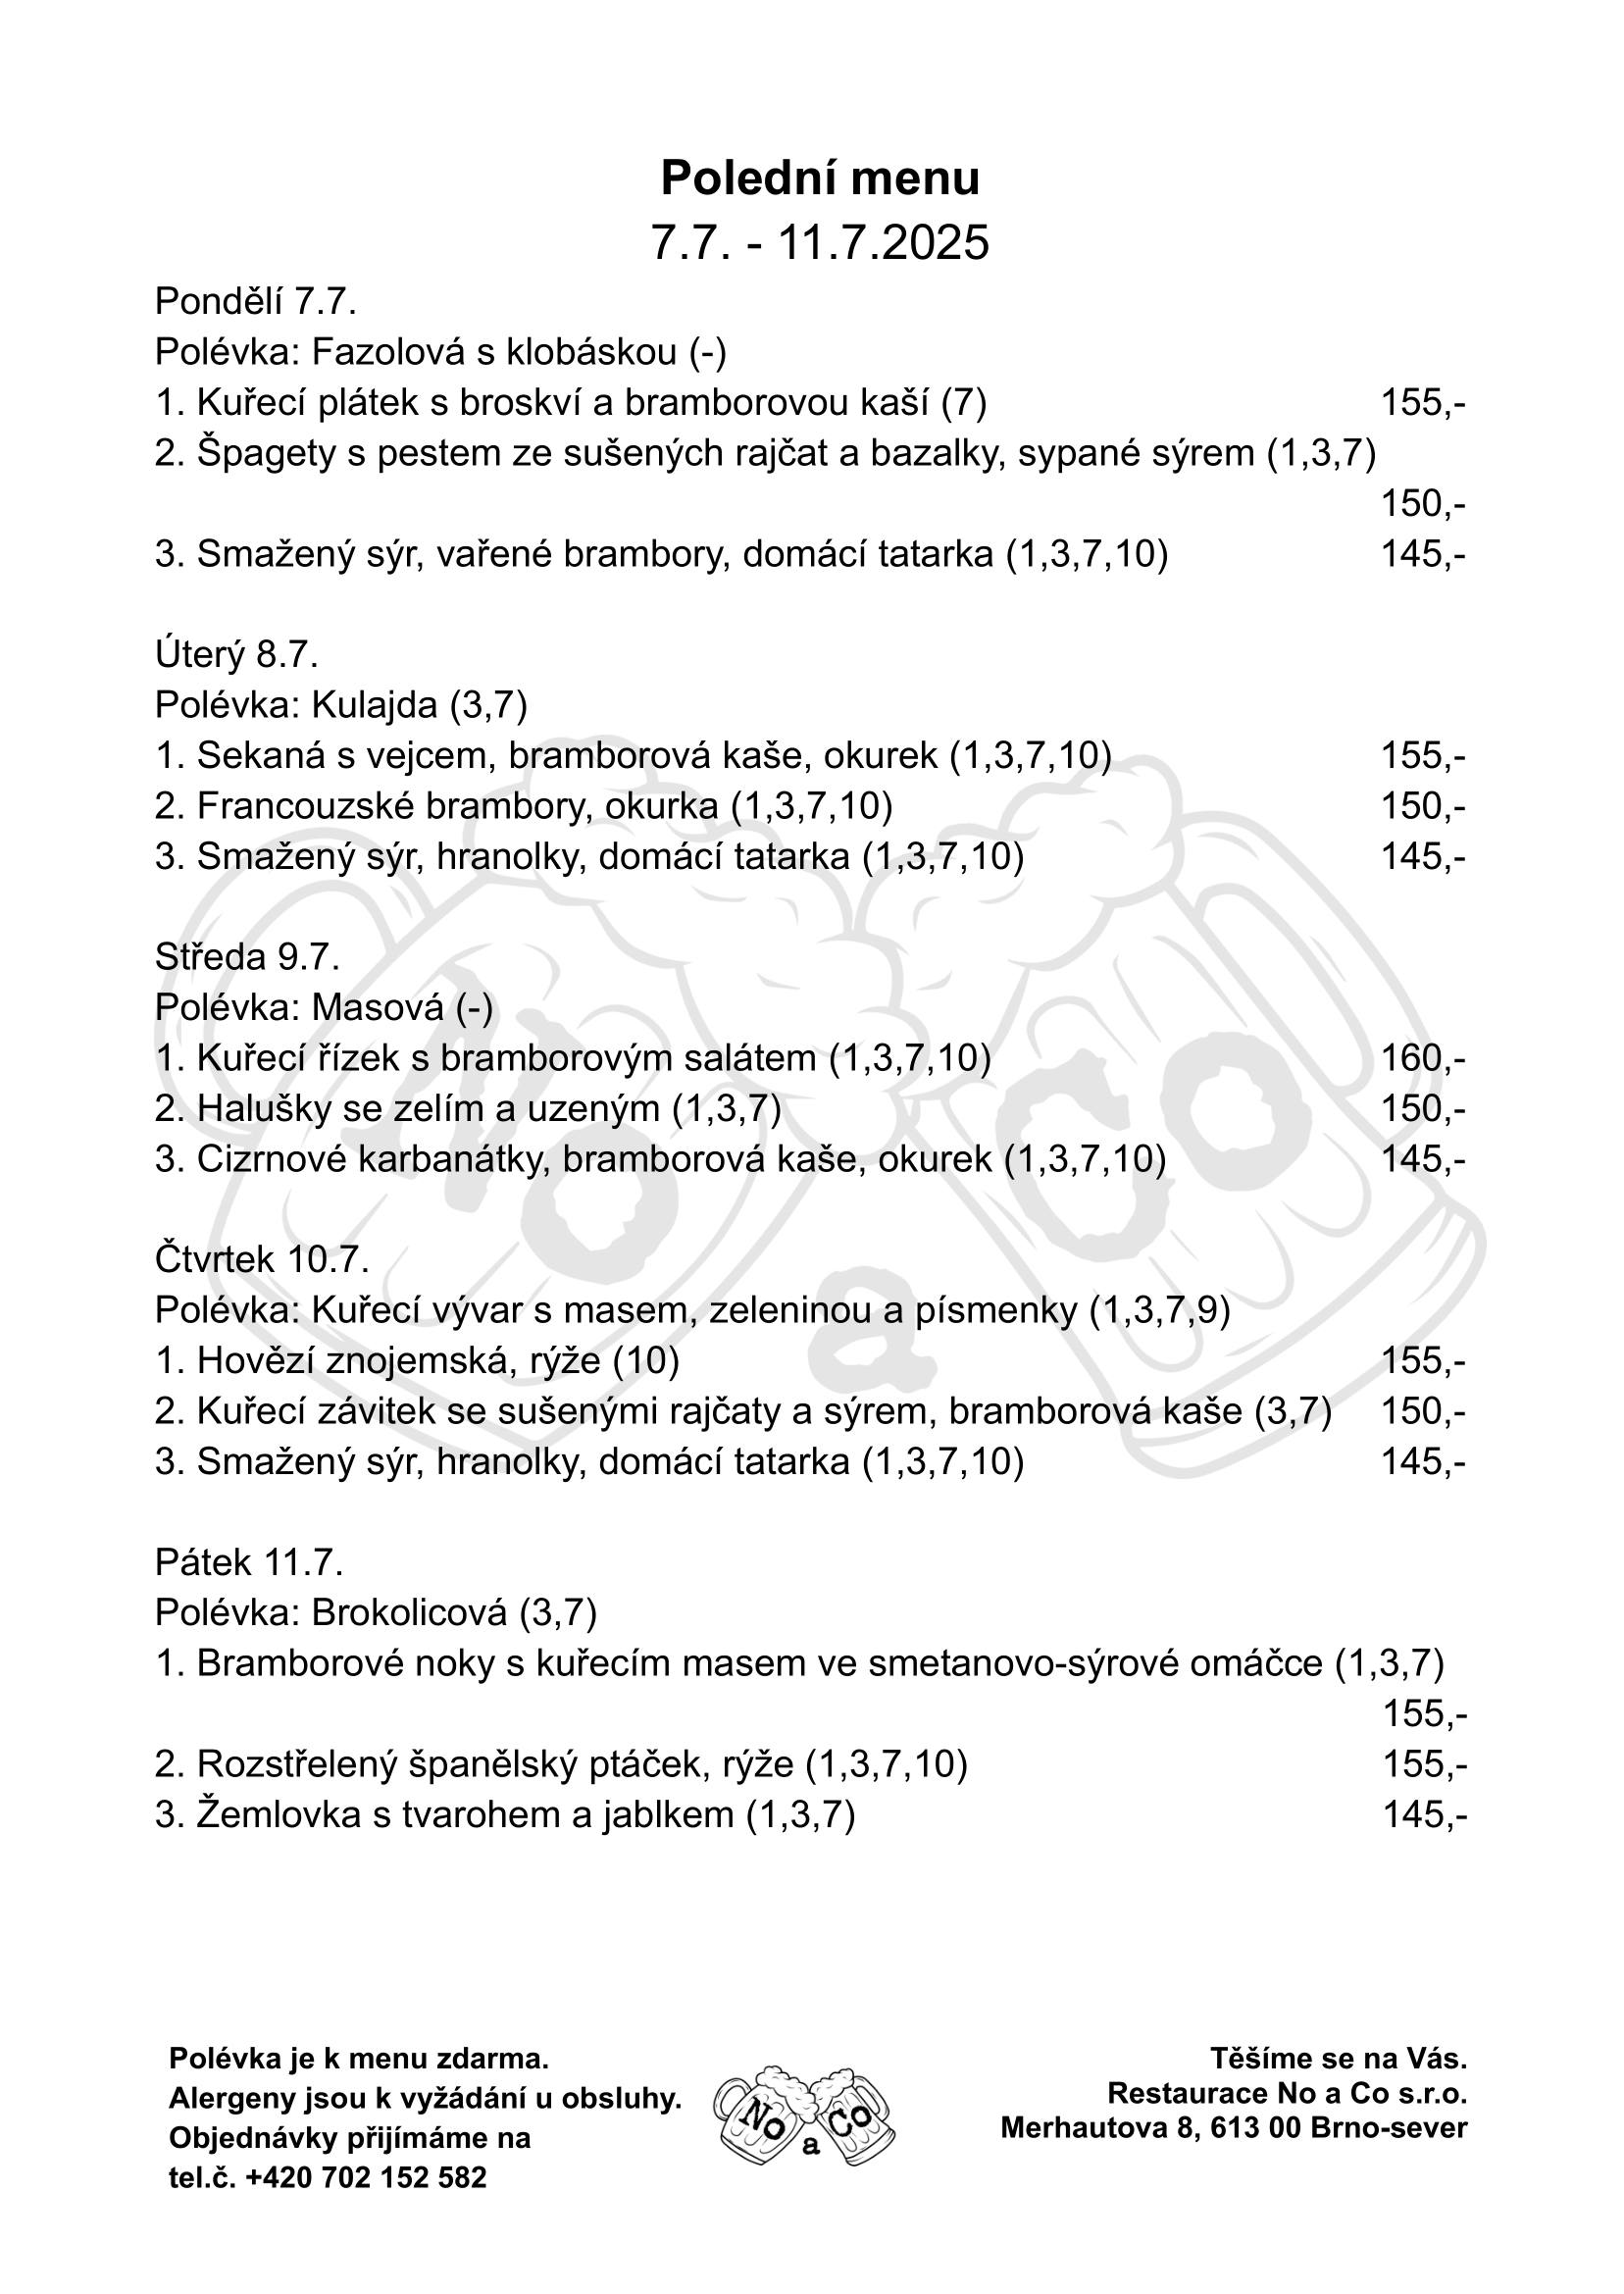 Polední menu
7.7. - 11.7.2025
Pondělí 7.7.
Polévka: Fazolová s klobáskou (-)
1. Kuřecí plátek s broskví a bramborovou kaší (7) 155,-
2. Špagety s pestem ze sušených rajčat a bazalky, sypané sýrem (1,3,7)
150,-
3. Smažený sýr, vařené brambory, domácí tatarka (1,3,7,10) 145,-
Úterý 8.7.
Polévka: Kulajda (3,7)
1. Sekaná s vejcem, bramborová kaše, okurek (1,3,7,10) 155,-
2. Francouzské brambory, okurka (1,3,7,10) 150,-
3. Smažený sýr, hranolky, domácí tatarka (1,3,7,10) 145,-
Středa 9.7.
Polévka: Masová (-)
1. Kuřecí řízek s bramborovým salátem (1,3,7,10) 160,-
2. Halušky se zelím a uzeným (1,3,7) 150,-
3. Cizrnové karbanátky, bramborová kaše, okurek (1,3,7,10) 145,-
Čtvrtek 10.7.
Polévka: Kuřecí vývar s masem, zeleninou a písmenky (1,3,7,9)
1. Hovězí znojemská, rýže (10) 155,-
2. Kuřecí závitek se sušenými rajčaty a sýrem, bramborová kaše (3,7) 150,-
3. Smažený sýr, hranolky, domácí tatarka (1,3,7,10) 145,-
Pátek 11.7.
Polévka: Brokolicová (3,7)
1. Bramborové noky s kuřecím masem ve smetanovo-sýrové omáčce (1,3,7)
155,-
2. Rozstřelený španělský ptáček, rýže (1,3,7,10) 155,-
3. Žemlovka s tvarohem a jablkem (1,3,7) 145,-
No a Co
Polévka je k menu zdarma.
Alergeny jsou k vyžádání u obsluhy.
Objednávky přijímáme na
tel.č. +420 702 152 582
No a Co
Těšíme se na Vás.
Restaurace No a Co s.r.o.
Merhautova 8, 613 00 Brno-sever